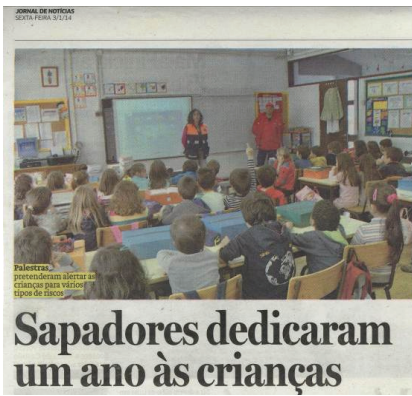 JORNAL DE NOTÍCIAS
SEXTA-FEIRA 3/1/14
Palestras
pretenderam alertar as
crianças para vários
tipos de riscos
Sapadores dedicaram
um ano às crianças